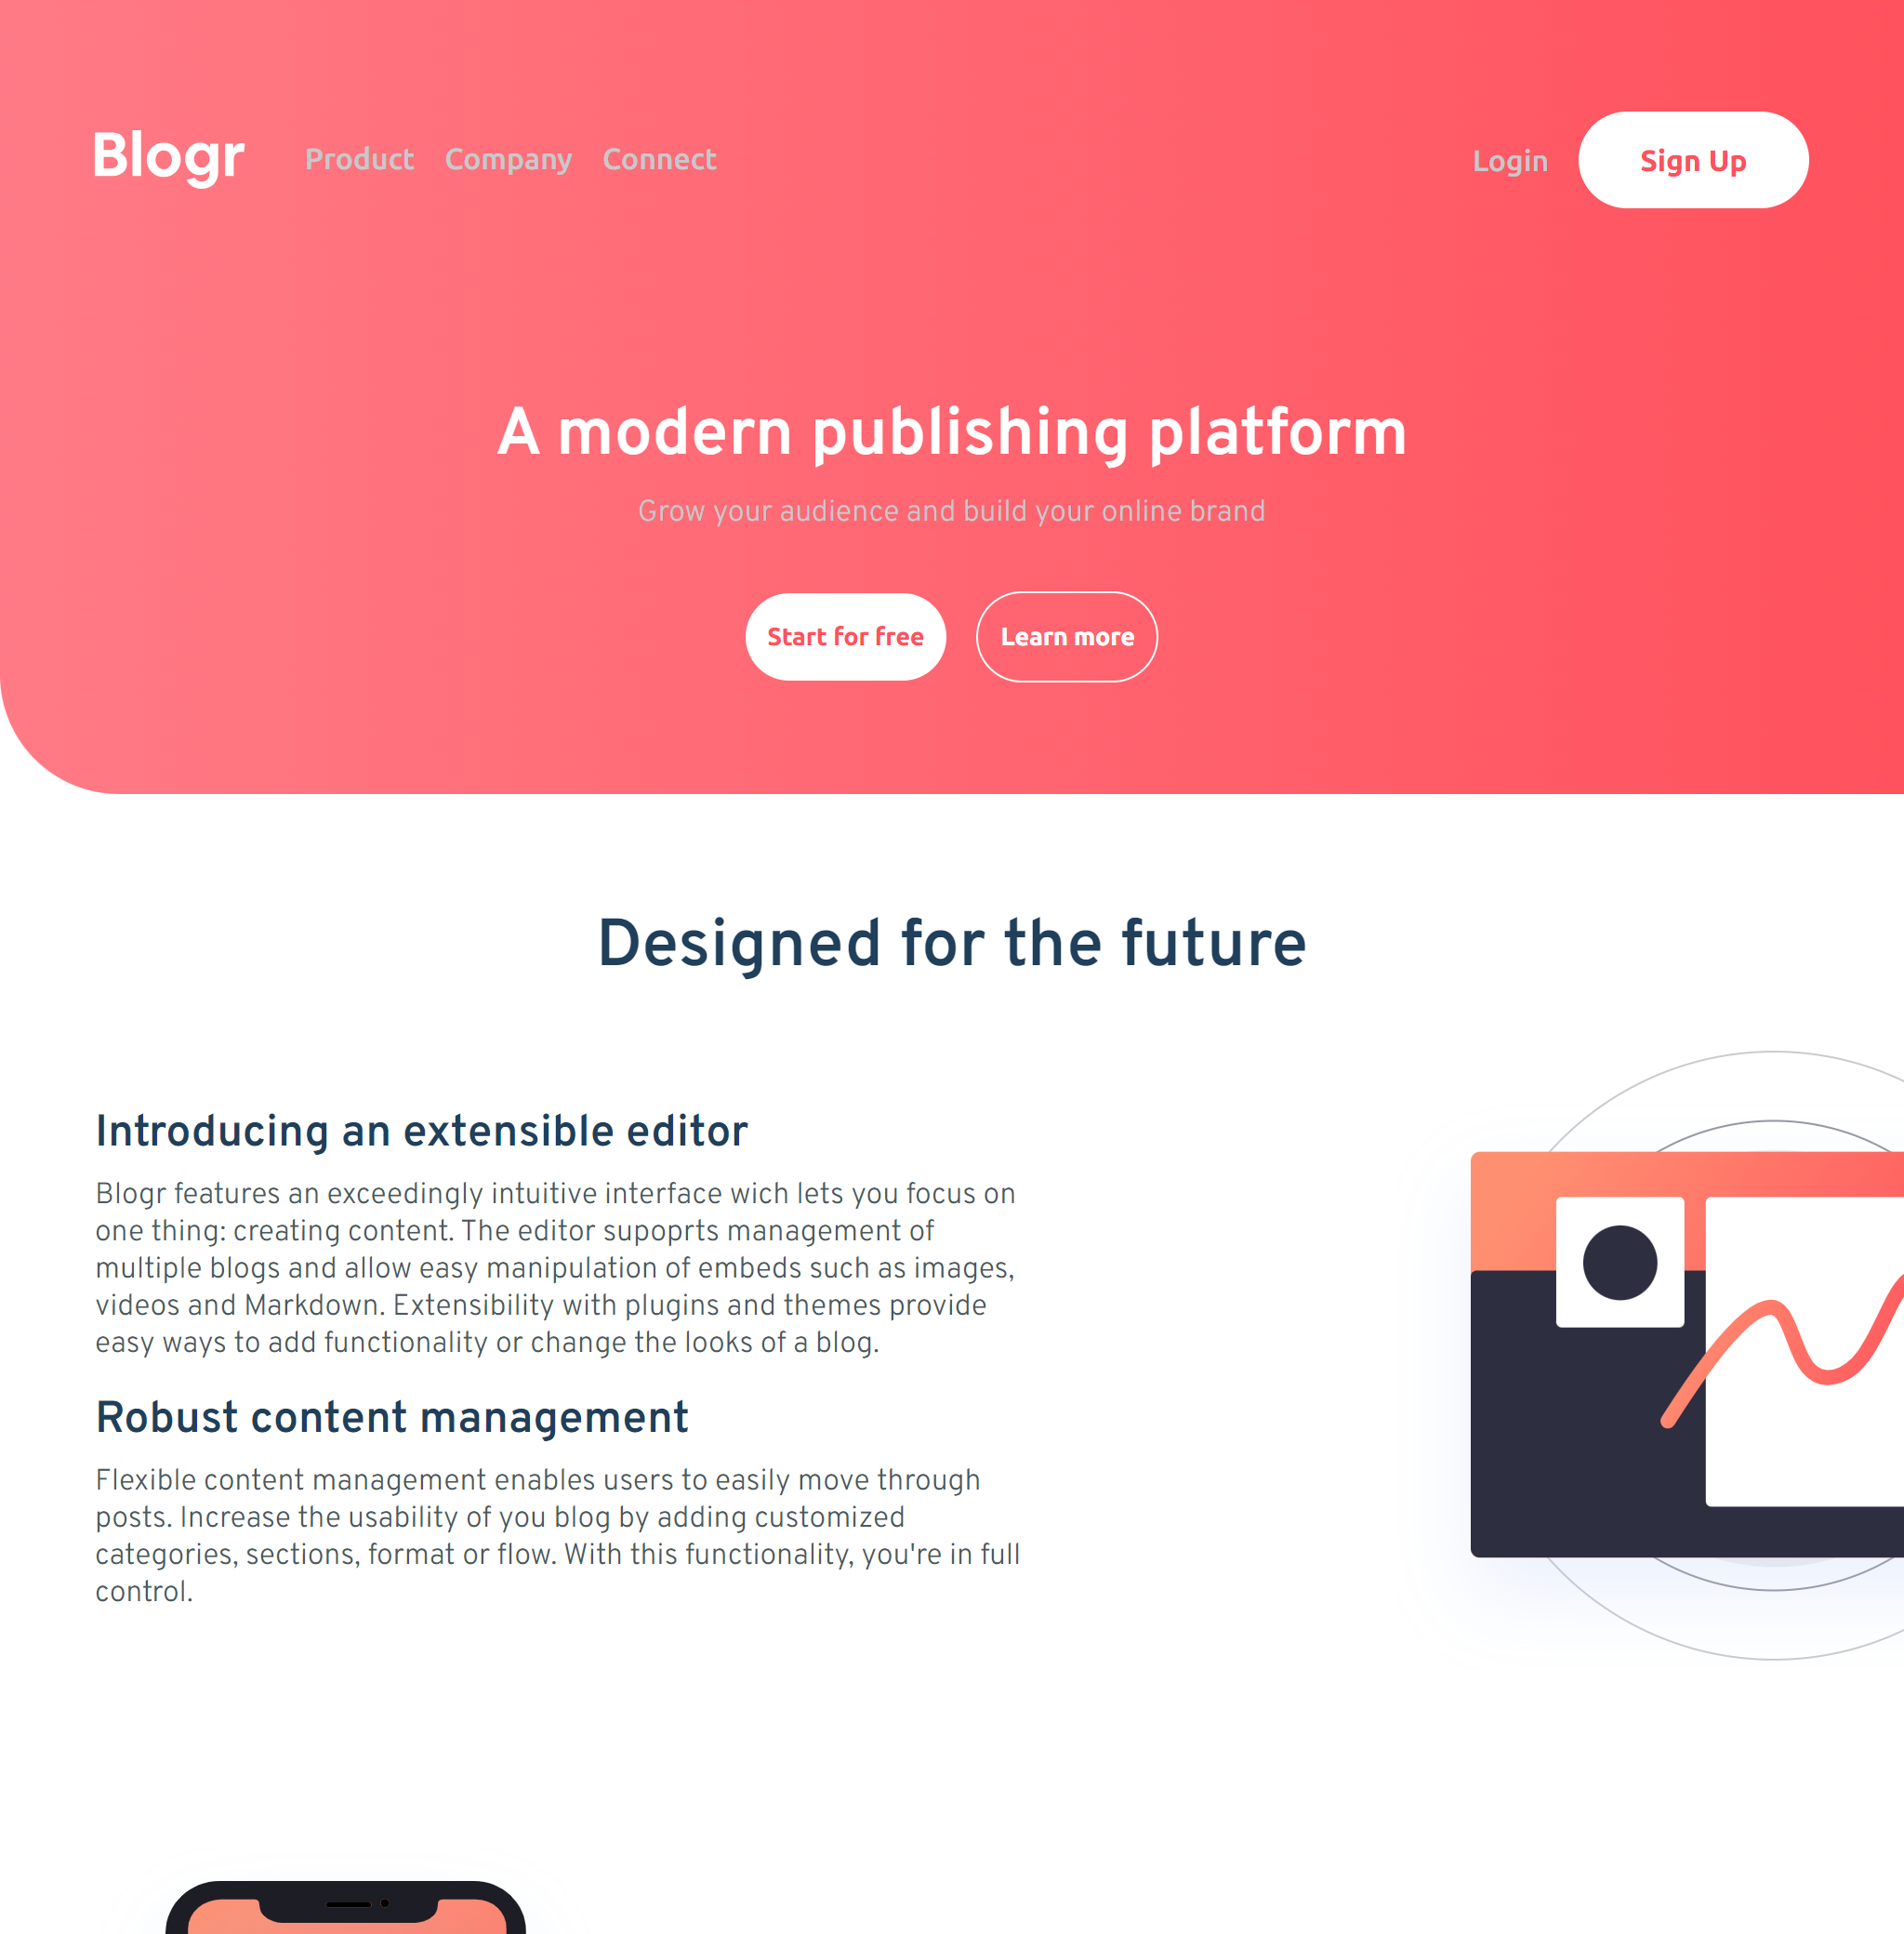 Blogr Product Company Connect Login Sign Up
A modern publishing platform
Grow your audience and build your online brand
Start for free Learn more
Designed for the future
Introducing an extensible editor
Blogr features an exceedingly intuitive interface wich lets you focus on
one thing: creating content. The editor supoprts management of
multiple blogs and allow easy manipulation of embeds such as images,
videos and Markdown. Extensibility with plugins and themes provide
easy ways to add functionality or change the looks of a blog.
Robust content management
Flexible content management enables users to easily move through
posts. Increase the usability of you blog by adding customized
categories, sections, format or flow. With this functionality, you're in full
control.